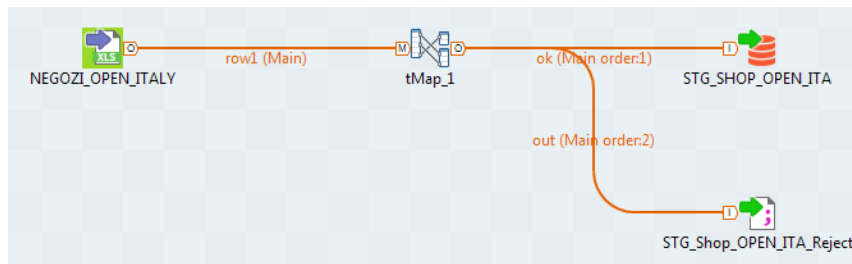 XLS
O
row1 (Main)
M
O
ok (Main order:1)
I
NEGOZI_OPEN_ITALY
tMap_1
STG_SHOP_OPEN_ITA
out (Main order:2)
I
STG_Shop_OPEN_ITA_Reject